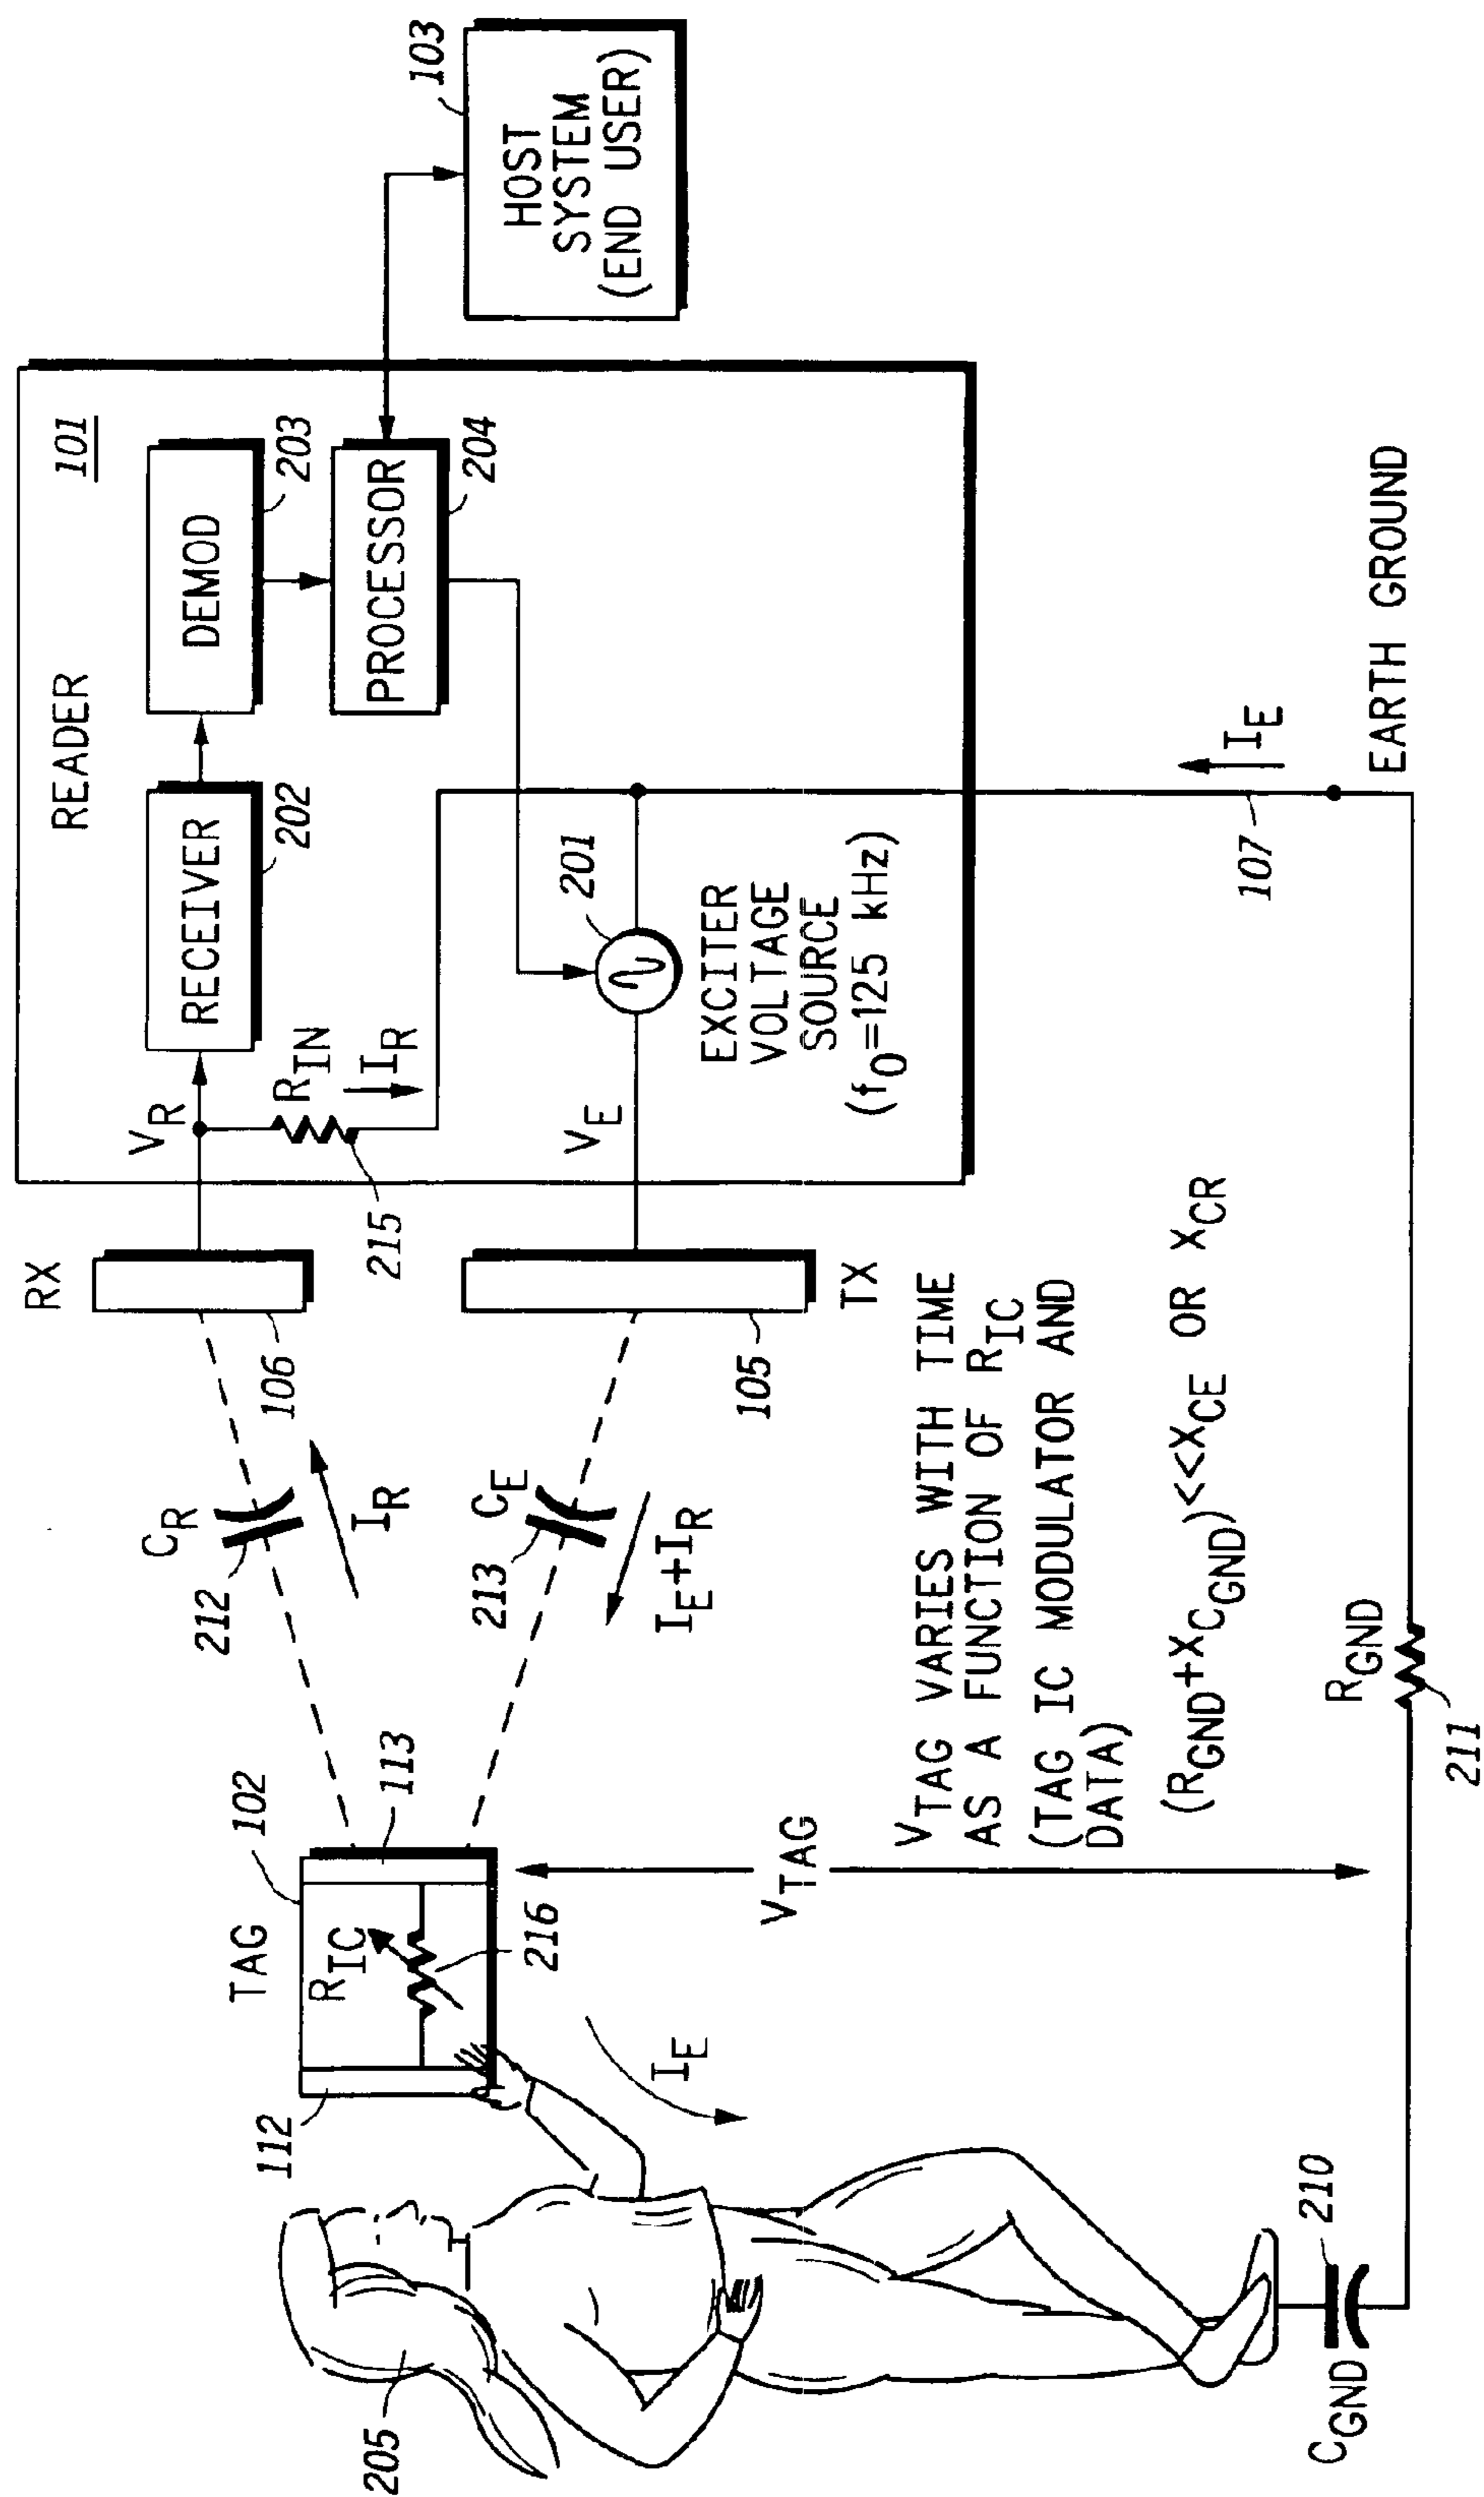 READER
101
RECEIVER
202
DEMOD
203
PROCESSOR
204
103
HOST
SYSTEM
(END USER)
RX
106
VR
RIN
IR
215
VE
201
EXCITER
VOLTAGE
SOURCE
(fO=125 kHz)
TX
105
CR
212
IR
CE
213
IE+IR
TAG
102
RIC
113
112
216
IE
205
VTAG
VTAG VARIES WITH TIME
AS A FUNCTION OF RIC
(TAG IC MODULATOR AND
DATA)
(RGND+XCGND)<<XCE OR XCR
CGND
210
RGND
211
107
IE
EARTH GROUND